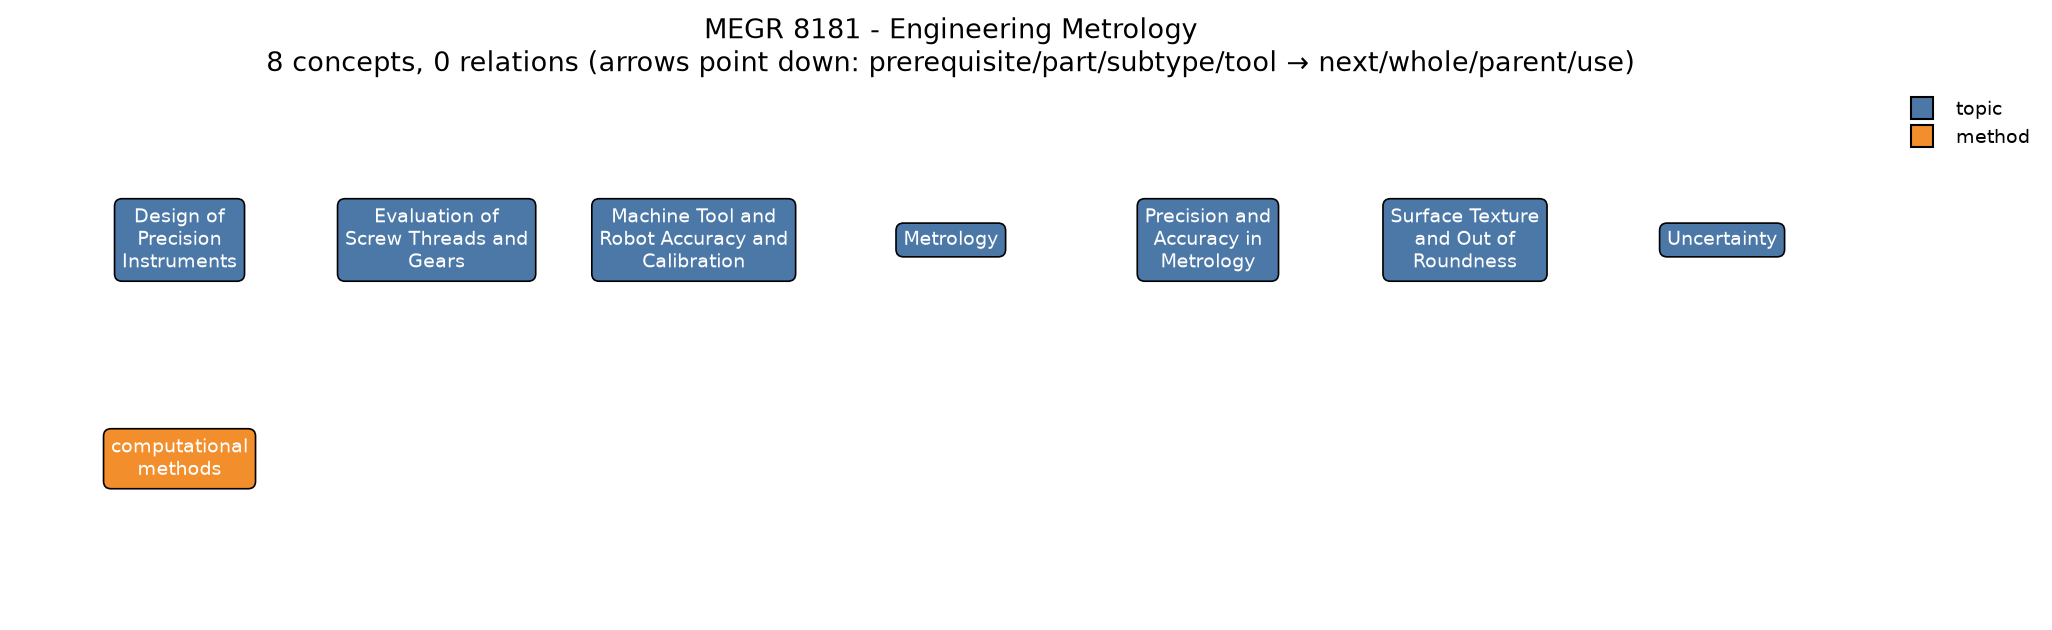 MEGR 8181 - Engineering Metrology
8 concepts, 0 relations (arrows point down: prerequisite/part/subtype/tool → next/whole/parent/use)
topic
method
Design of
Precision
Instruments
Evaluation of
Screw Threads and
Gears
Machine Tool and
Robot Accuracy and
Calibration
Metrology
Precision and
Accuracy in
Metrology
Surface Texture
and Out of
Roundness
Uncertainty
computational
methods